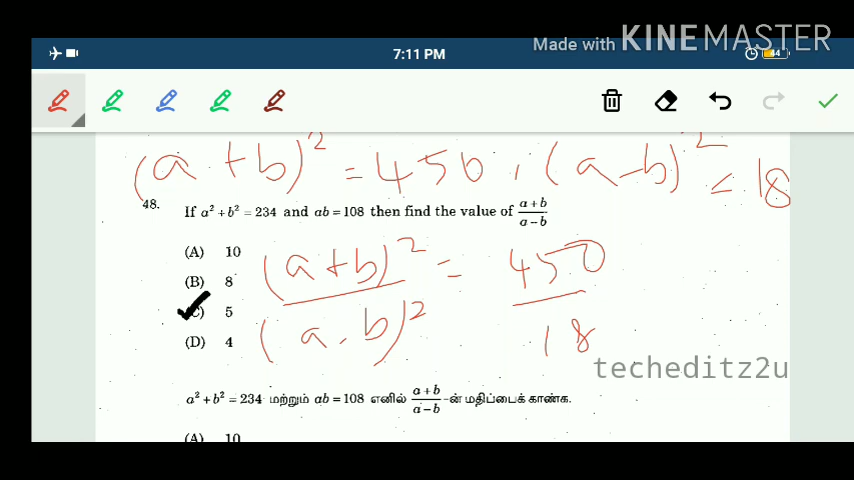 Made with KINEMASTER
7:11 PM
44
(a + b)² = 450, (a - b)² = 18
48. If a² + b² = 234 and ab = 108 then find the value of (a + b)/(a - b)
(A) 10
(B) 8
(C) 5
(D) 4
(a + b)²/(a - b)² = 450/18
techeditz2u
a² + b² = 234 மற்றும் ab = 108 எனில் (a + b)/(a - b) -ன் மதிப்பைக் காண்க.
(A) 10